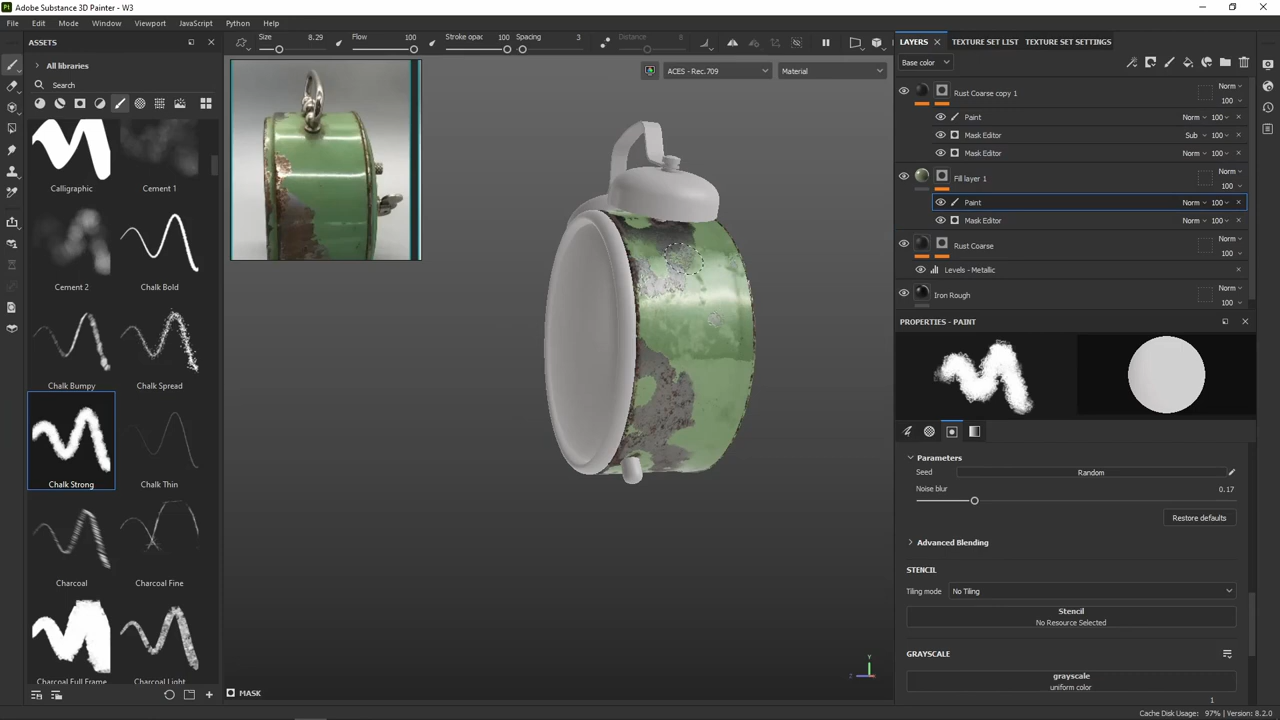 Adobe Substance 3D Painter - W3
File Edit Mode Window Viewport JavaScript Python Help
ASSETS
Size 8.29 Flow 100 Stroke opac 100 Spacing 3 Distance 8
LAYERS TEXTURE SET LIST TEXTURE SET SETTINGS
All libraries
Search
ACES - Rec.709 Material
Base color
Calligraphic Cement 1
Cement 2 Chalk Bold
Chalk Bumpy Chalk Spread
Chalk Strong Chalk Thin
Charcoal Charcoal Fine
Charcoal Full Frame Charcoal Light
MASK
Y
Rust Coarse copy 1 Norm 100
Paint Norm 100
Mask Editor Sub 100
Mask Editor Norm 100
Fill layer 1 Norm 100
Paint Norm 100
Mask Editor Norm 100
Rust Coarse Norm 100
Levels - Metallic
Iron Rough Norm 100
PROPERTIES - PAINT
Parameters
Seed Random
Noise blur 0.17
Restore defaults
Advanced Blending
STENCIL
Tiling mode No Tiling
Stencil
No Resource Selected
GRAYSCALE
grayscale
uniform color
1
Cache Disk Usage: 97% | Version: 8.2.0